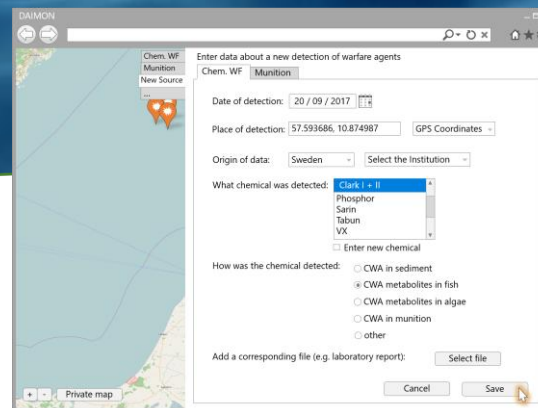 DAIMON
Chem. WF
Munition
New Source
...
+ - Private map
Enter data about a new detection of warfare agents
Chem. WF Munition
Date of detection: 20 / 09 / 2017
Place of detection: 57.593686, 10.874987 GPS Coordinates
Origin of data: Sweden Select the Institution
What chemical was detected: Clark I + II
Phosphor
Sarin
Tabun
VX
Enter new chemical
How was the chemical detected: CWA in sediment
CWA metabolites in fish
CWA metabolites in algae
CWA in munition
other
Add a corresponding file (e.g. laboratory report): Select file
Cancel Save